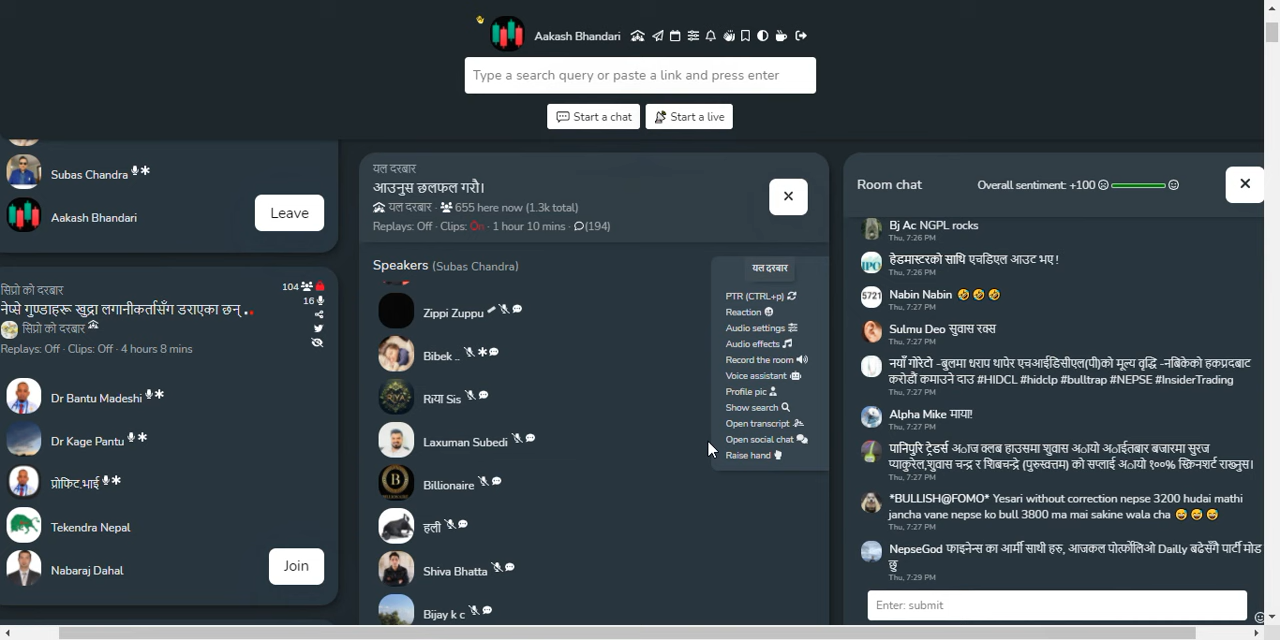 Aakash Bhandari
Type a search query or paste a link and press enter
Start a chat
Start a live
Subas Chandra
Aakash Bhandari
Leave
सिप्रो को दरबार
104
16
नेप्से गुण्डाहरू खुद्रा लगानीकर्तासँग डराएका छन् ..
सिप्रो को दरबार
Replays: Off · Clips: Off · 4 hours 8 mins
Dr Bantu Madeshi
Dr Kage Pantu
प्रोफिट.भाई
Tekendra Nepal
Nabaraj Dahal
Join
यल दरबार
आउनुस छलफल गरौ।
यल दरबार · 655 here now (1.3k total)
Replays: Off · Clips: On · 1 hour 10 mins · (194)
Speakers (Subas Chandra)
Zippi Zuppu
Bibek ..
Riया Sis
Laxuman Subedi
Billionaire
हती
Shiva Bhatta
Bijay k c
यल दरबार
PTR (CTRL+p)
Reaction
Audio settings
Audio effects
Record the room
Voice assistant
Profile pic
Show search
Open transcript
Open social chat
Raise hand
Room chat
Overall sentiment: +100
Bj Ac NGPL rocks
Thu, 7:26 PM
हेडमास्टरको साथि एचडिएल आउट भए !
Thu, 7:26 PM
5721
Nabin Nabin 🤣🤣🤣
Thu, 7:27 PM
Sulmu Deo सुवास रक्स
Thu, 7:27 PM
नयाँ गोरेटो -बुलमा धराप थापेर एचआईडिसीएल(पी)को मूल्य वृद्धि -नबिकेको हकप्रदबाट
करोडौं कमाउने दाउ #HIDCL #hidclp #bulltrap #NEPSE #InsiderTrading
Thu, 7:27 PM
Alpha Mike माया!
Thu, 7:27 PM
पानिपुरि ट्रेडर्स अाज क्लब हाउसमा शुवास अायो अाईतबार बजारमा सुरज
प्याकुरेल,शुवास चन्द्र र शिबचन्द्रे (पुरुस्वत्तम) को सप्लाई अायो १००% स्क्रिनशर्ट राख्नुस।
Thu, 7:27 PM
*BULLISH@FOMO* Yesari without correction nepse 3200 hudai mathi
jancha vane nepse ko bull 3800 ma mai sakine wala cha 😅😅😅
Thu, 7:27 PM
NepseGod फाइनेन्स का आर्मी साथी हरु, आजकल पोर्त्फोलिओ Dailly बढेसँगै पार्टी मोड
छु
Thu, 7:29 PM
Enter: submit